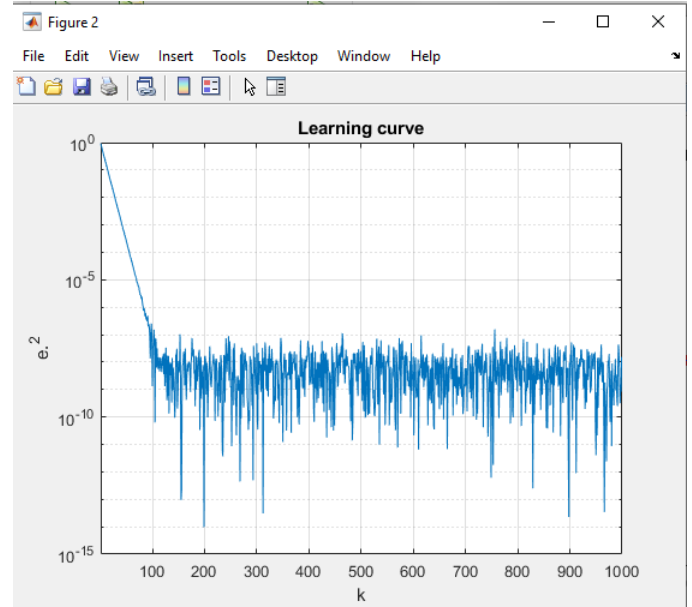 Figure 2
File Edit View Insert Tools Desktop Window Help
Learning curve
10^0
10^-5
10^-10
10^-15
e.^2
100 200 300 400 500 600 700 800 900 1000
k